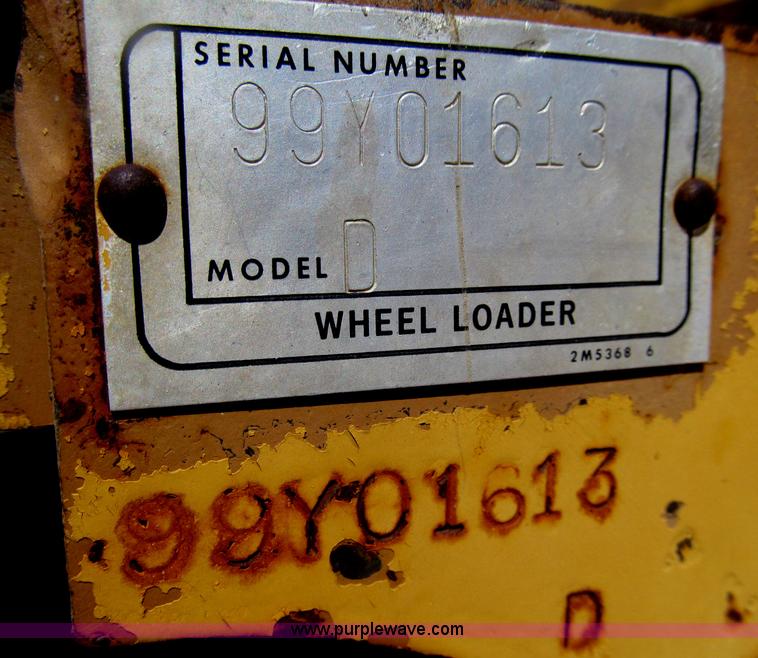 SERIAL NUMBER
99Y01613
MODEL D
WHEEL LOADER
2M5368 6
99Y01613
D
www.purplewave.com